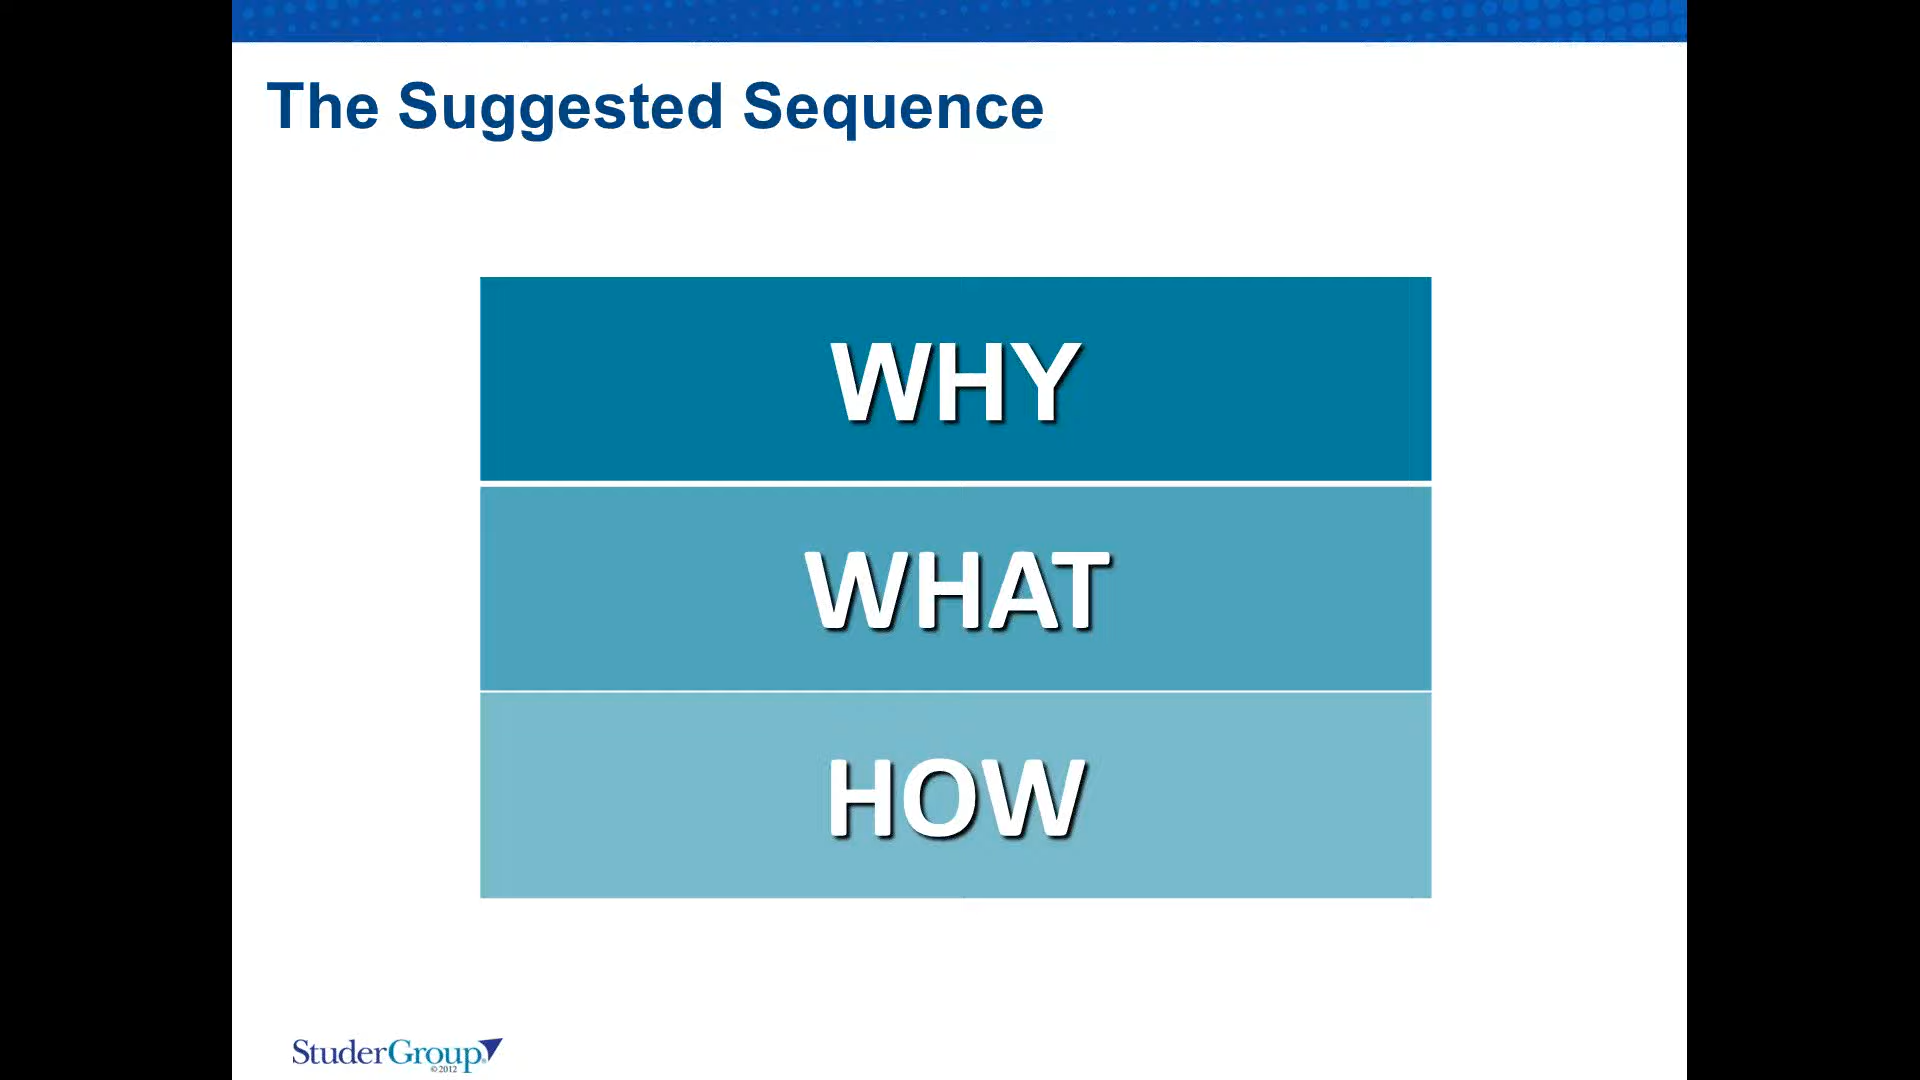 The Suggested Sequence
WHY
WHAT
HOW
StuderGroup®
©2012